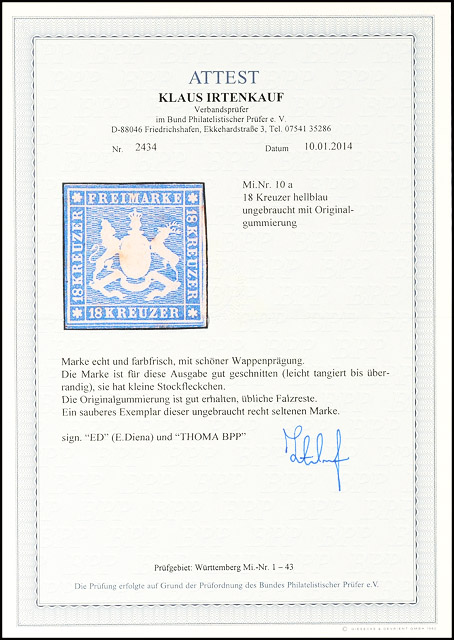 ATTEST
KLAUS IRTENKAUF
Verbandsprüfer
im Bund Philatelistischer Prüfer e. V.
D-88046 Friedrichshafen, Ekkehardstraße 3, Tel. 07541 35286
Nr. 2434 Datum 10.01.2014
Mi.Nr. 10 a
18 Kreuzer hellblau
ungebraucht mit Original-
gummierung
FREIMARKE
18 KREUZER
18 KREUZER
18 KREUZER
Marke echt und farbfrisch, mit schöner Wappenprägung.
Die Marke ist für diese Ausgabe gut geschnitten (leicht tangiert bis über-
randig), sie hat kleine Stockfleckchen.
Die Originalgummierung ist gut erhalten, übliche Falzreste.
Ein sauberes Exemplar dieser ungebraucht recht seltenen Marke.
sign. "ED" (E.Diena) und "THOMA BPP"
Prüfgebiet: Württemberg Mi.-Nr. 1 – 43
Die Prüfung erfolgte auf Grund der Prüfordnung des Bundes Philatelistischer Prüfer e.V.